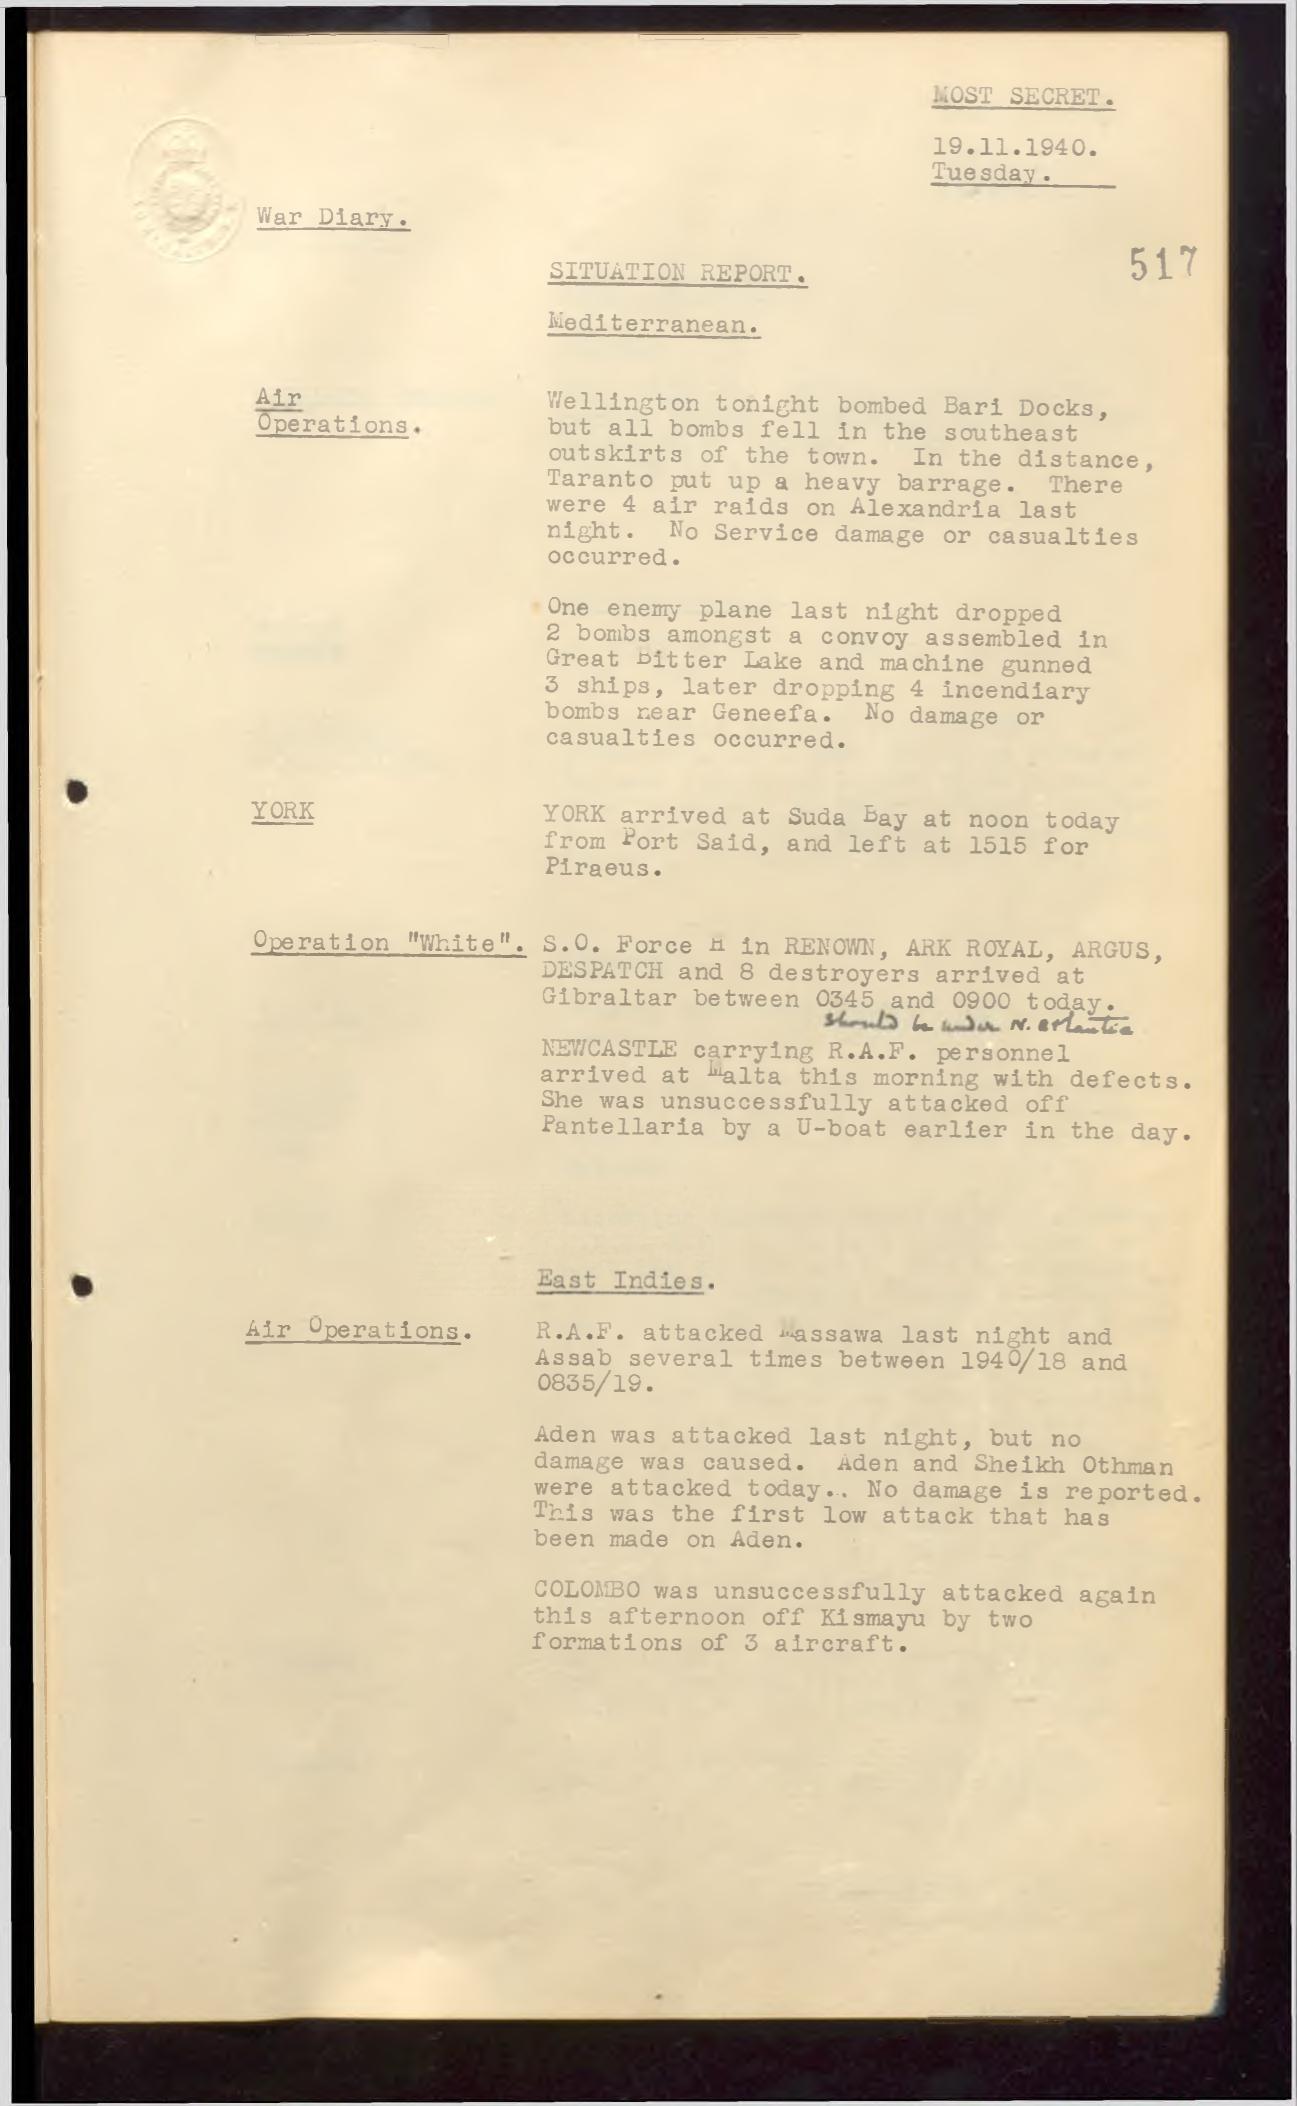 MOST SECRET.
19.11.1940.
Tuesday.
War Diary.
517
SITUATION REPORT.
Mediterranean.
Air
Operations.
Wellington tonight bombed Bari Docks,
but all bombs fell in the southeast
outskirts of the town.  In the distance,
Taranto put up a heavy barrage.  There
were 4 air raids on Alexandria last
night.  No Service damage or casualties
occurred.
One enemy plane last night dropped
2 bombs amongst a convoy assembled in
Great Bitter Lake and machine gunned
3 ships, later dropping 4 incendiary
bombs near Geneefa.  No damage or
casualties occurred.
YORK
YORK arrived at Suda Bay at noon today
from Port Said, and left at 1515 for
Piraeus.
Operation "White".
S.O. Force H in RENOWN, ARK ROYAL, ARGUS,
DESPATCH and 8 destroyers arrived at
Gibraltar between 0345 and 0900 today.
should be under N. Atlantic
NEWCASTLE carrying R.A.F. personnel
arrived at Malta this morning with defects.
She was unsuccessfully attacked off
Pantellaria by a U-boat earlier in the day.
East Indies.
Air Operations.
R.A.F. attacked Massawa last night and
Assab several times between 1940/18 and
0835/19.
Aden was attacked last night, but no
damage was caused.  Aden and Sheikh Othman
were attacked today.. No damage is reported.
This was the first low attack that has
been made on Aden.
COLOMBO was unsuccessfully attacked again
this afternoon off Kismayu by two
formations of 3 aircraft.